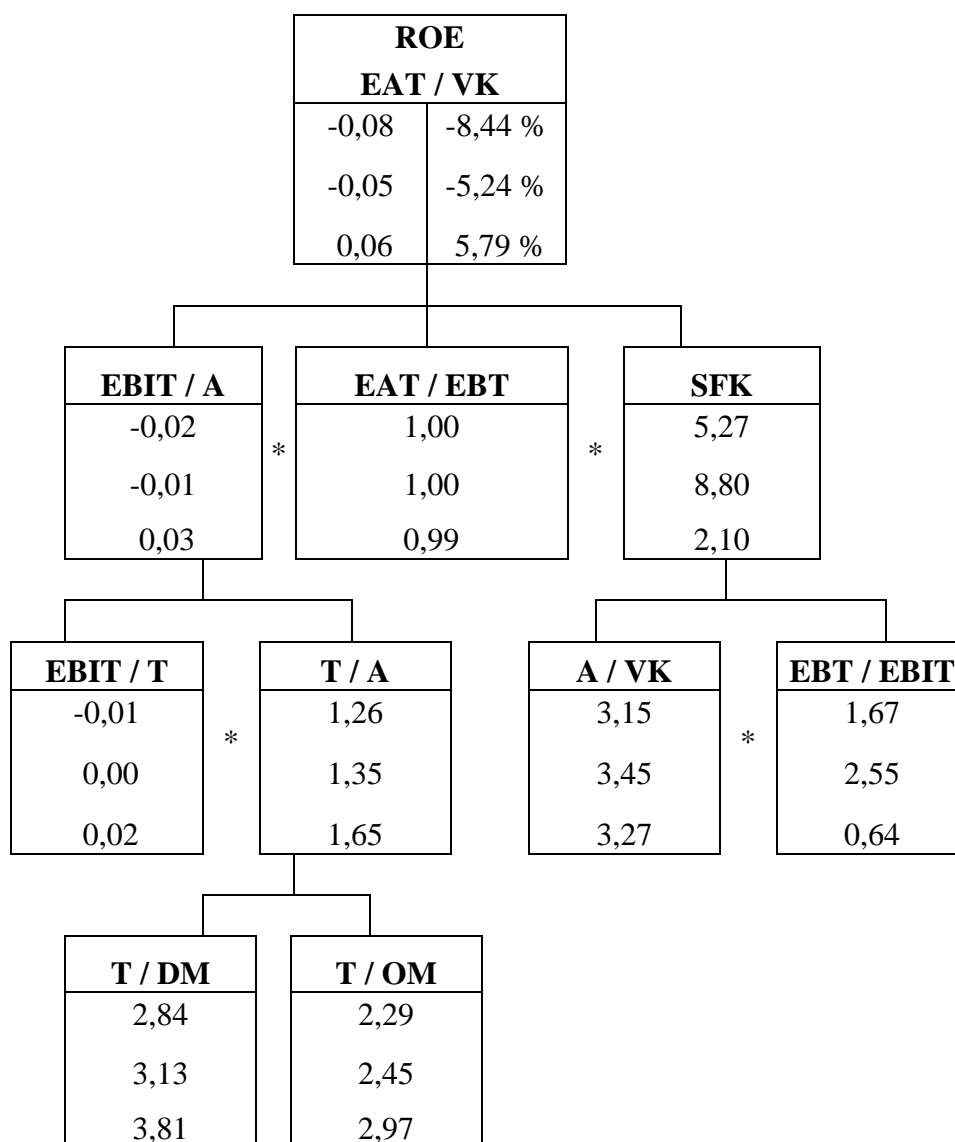 ROE
EAT / VK
-0,08 -8,44 %
-0,05 -5,24 %
0,06 5,79 %
EBIT / A EAT / EBT SFK
-0,02 1,00 5,27
* *
-0,01 1,00 8,80
0,03 0,99 2,10
EBIT / T T / A A / VK EBT / EBIT
-0,01 1,26 3,15 1,67
* *
0,00 1,35 3,45 2,55
0,02 1,65 3,27 0,64
T / DM T / OM
2,84 2,29
3,13 2,45
3,81 2,97